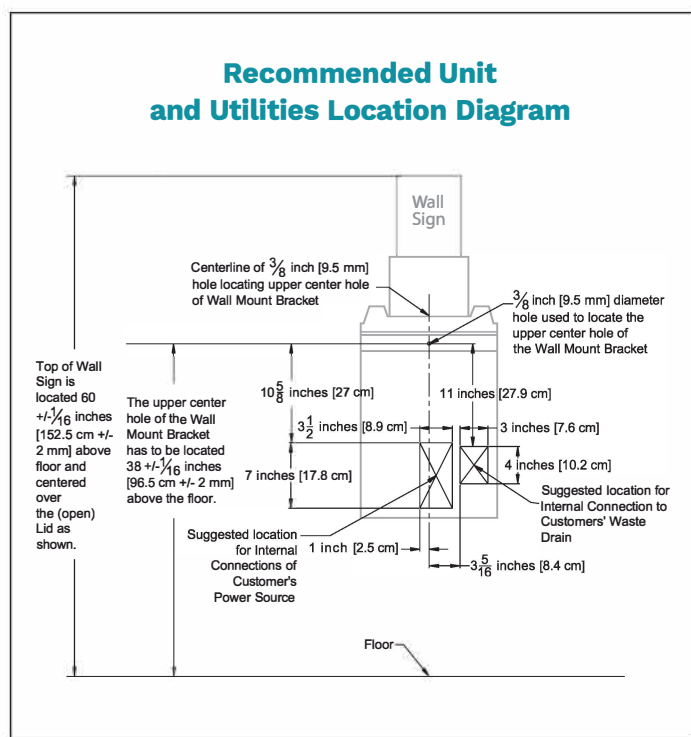 Recommended Unit
and Utilities Location Diagram
Wall
Sign
Centerline of 3/8 inch [9.5 mm]
hole locating upper center hole
of Wall Mount Bracket
3/8 inch [9.5 mm] diameter
hole used to locate the
upper center hole of
the Wall Mount Bracket
Top of Wall
Sign is
located 60
+/-1/16 inches
[152.5 cm +/-
2 mm] above
floor and
centered
over
the (open)
Lid as
shown.
The upper center
hole of the Wall
Mount Bracket
has to be located
38 +/-1/16 inches
[96.5 cm +/- 2 mm]
above the floor.
10 5/8 inches [27 cm]
11 inches [27.9 cm]
3 1/2 inches [8.9 cm]
3 inches [7.6 cm]
7 inches [17.8 cm]
4 inches [10.2 cm]
Suggested location for
Internal Connection to
Customers' Waste
Drain
Suggested location
for Internal
Connections of
Customer's
Power Source
1 inch [2.5 cm]
3 5/16 inches [8.4 cm]
Floor